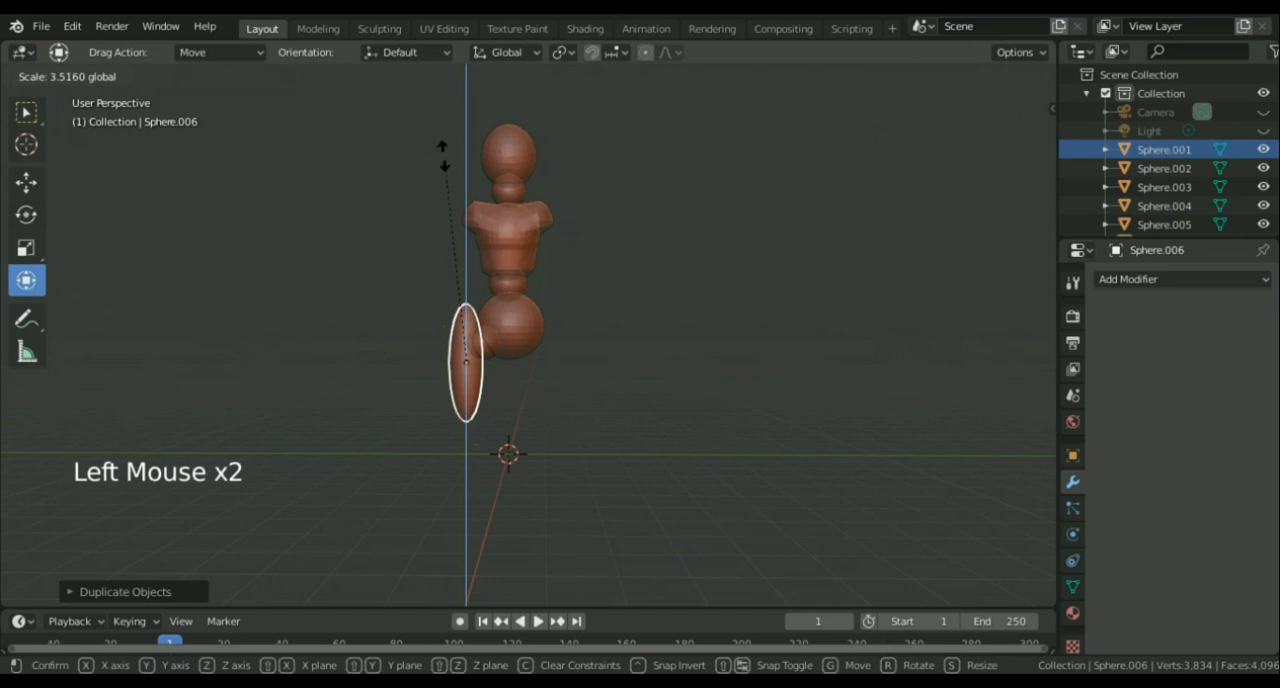 File Edit Render Window Help Layout Modeling Sculpting UV Editing Texture Paint Shading Animation Rendering Compositing Scripting + Scene View Layer
Drag Action: Move Orientation: Default Global Options
Scale: 3.5160 global
User Perspective
(1) Collection | Sphere.006
Scene Collection
Collection
Camera
Light
Sphere.001
Sphere.002
Sphere.003
Sphere.004
Sphere.005
Sphere.006
Add Modifier
Left Mouse x2
Duplicate Objects
Playback Keying View Marker 1 Start 1 End 250
1
Confirm X X axis Y Y axis Z Z axis X X plane Y Y plane Z Z plane C Clear Constraints Snap Invert Snap Toggle G Move R Rotate S Resize Collection | Sphere.006 | Verts:3,834 | Faces:4,096